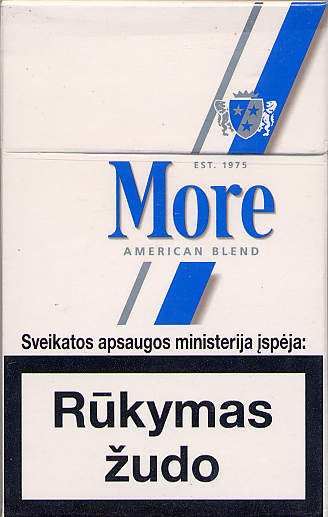 EST. 1975
More
AMERICAN BLEND
Sveikatos apsaugos ministerija įspėja:
Rūkymas
žudo